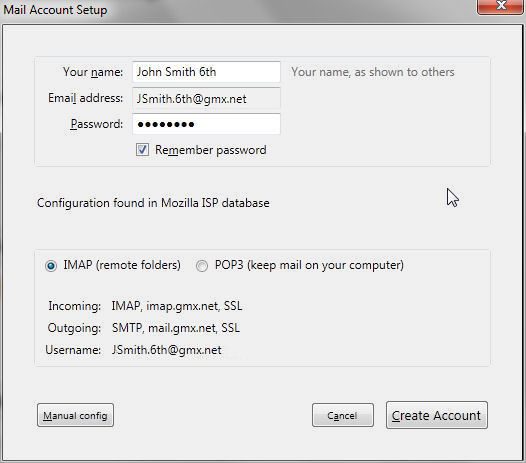 Mail Account Setup
Your name: John Smith 6th Your name, as shown to others
Email address: JSmith.6th@gmx.net
Password: ●●●●●●●●
Remember password
Configuration found in Mozilla ISP database
IMAP (remote folders) POP3 (keep mail on your computer)
Incoming: IMAP, imap.gmx.net, SSL
Outgoing: SMTP, mail.gmx.net, SSL
Username: JSmith.6th@gmx.net
Manual config Cancel Create Account